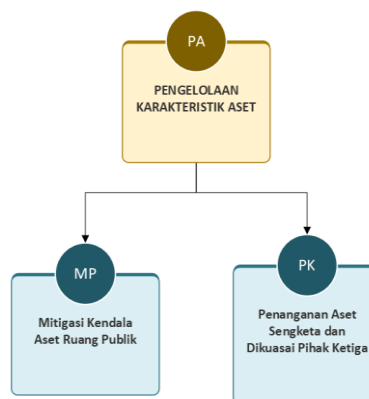 PA
PENGELOLAAN
KARAKTERISTIK ASET
MP
Mitigasi Kendala
Aset Ruang Publik
PK
Penanganan Aset
Sengketa dan
Dikuasai Pihak Ketiga